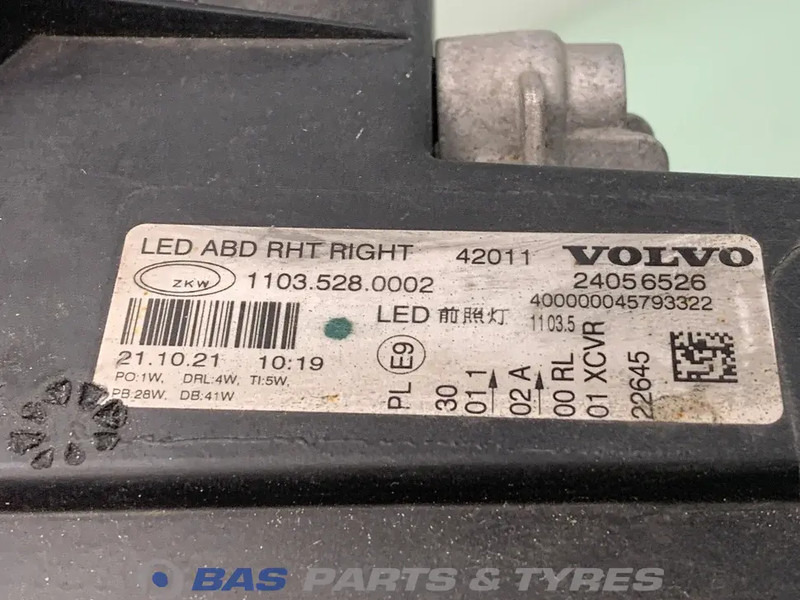 LED ABD RHT RIGHT 42011 VOLVO
ZKW 1103.528.0002 24056526
400000045793322
LED 前照灯 1103.5
21.10.21 10:19
PO:1W, DRL:4W, TI:5W,
PB:28W, DB:41W
E9
PL
30
01 1
02 A
00 RL
01 XCVR
22645
BAS PARTS & TYRES